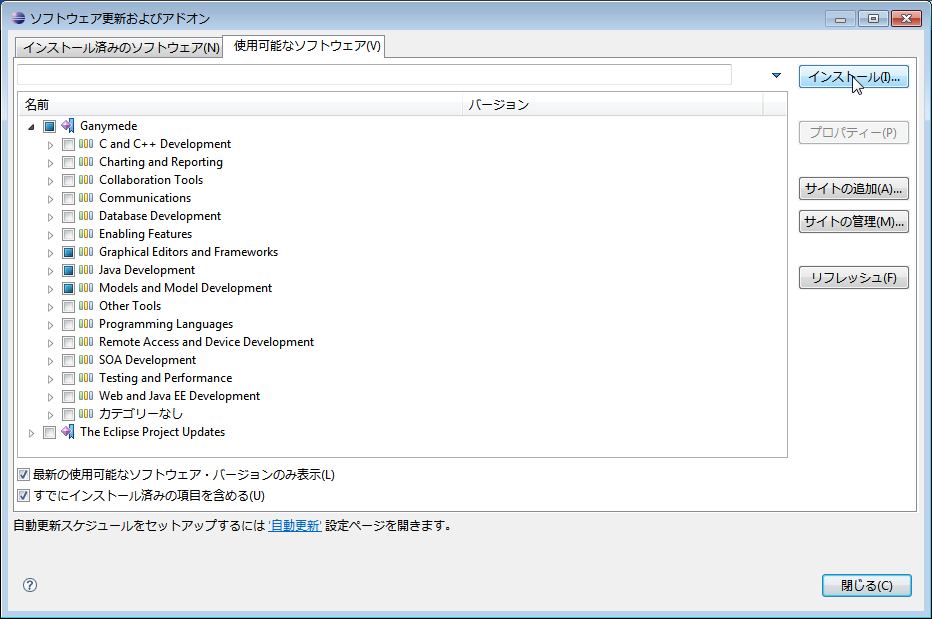 ソフトウェア更新およびアドオン
インストール済みのソフトウェア(N) 使用可能なソフトウェア(V)
インストール(I)...
名前 バージョン
Ganymede
C and C++ Development
プロパティー(P)
Charting and Reporting
Collaboration Tools
サイトの追加(A)...
Communications
Database Development
サイトの管理(M)...
Enabling Features
Graphical Editors and Frameworks
Java Development
リフレッシュ(F)
Models and Model Development
Other Tools
Programming Languages
Remote Access and Device Development
SOA Development
Testing and Performance
Web and Java EE Development
カテゴリーなし
The Eclipse Project Updates
最新の使用可能なソフトウェア・バージョンのみ表示(L)
すでにインストール済みの項目を含める(U)
自動更新スケジュールをセットアップするには '自動更新' 設定ページを開きます。
?
閉じる(C)